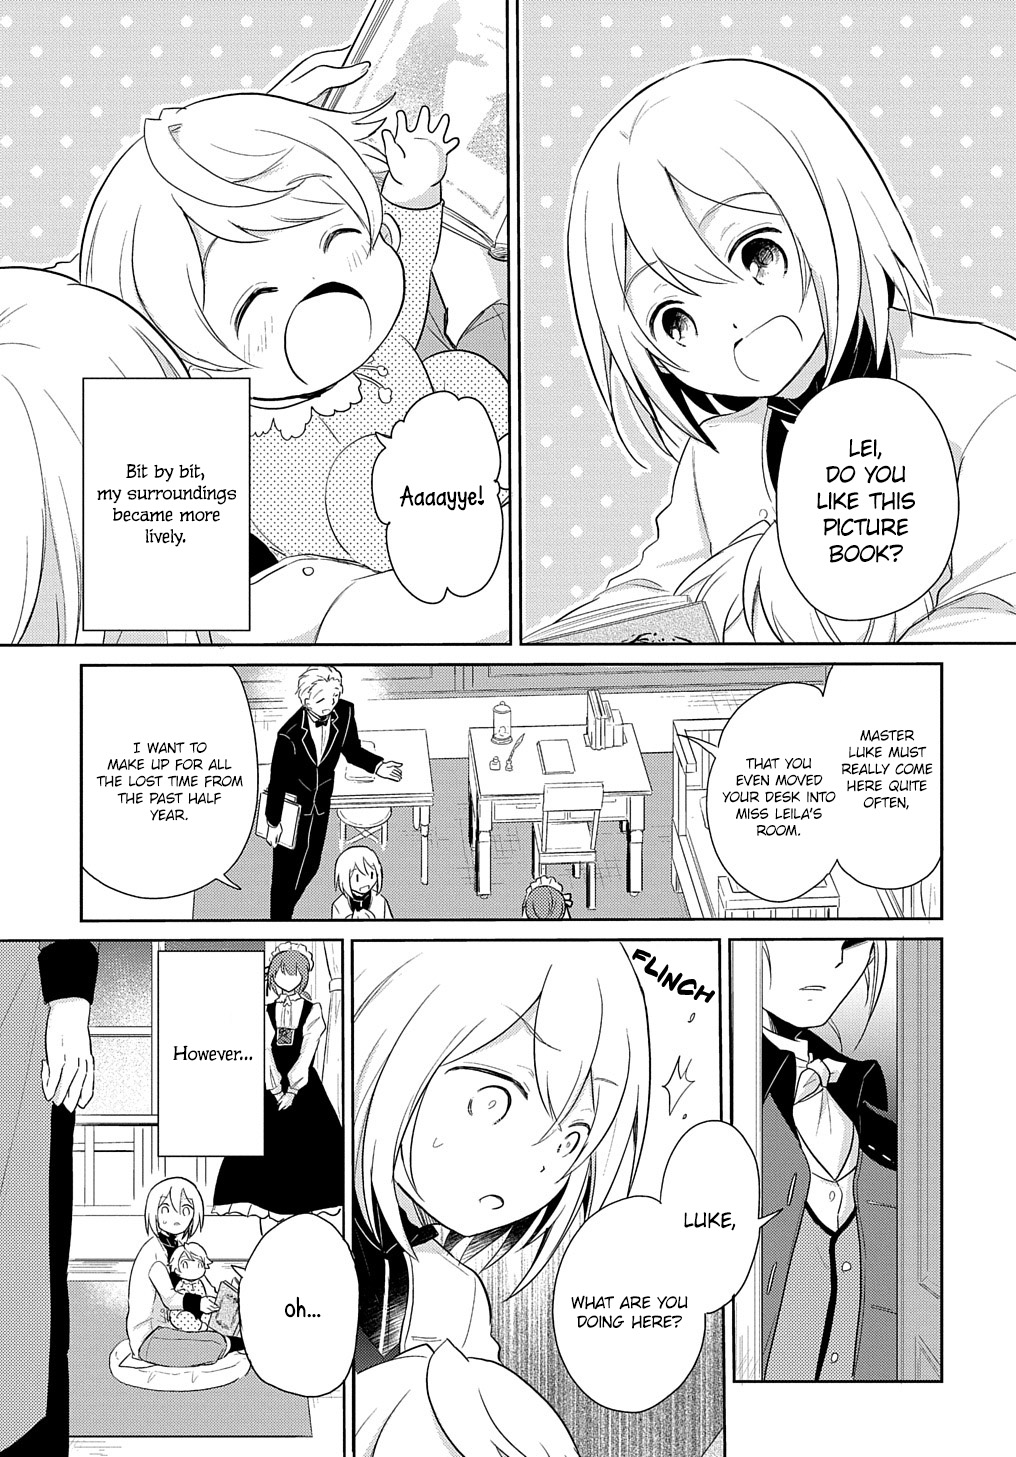 LEI,
DO YOU
LIKE THIS
PICTURE
BOOK?
Aaaayye!
Bit by bit,
my surroundings
became more
lively.
MASTER
LUKE MUST
REALLY COME
HERE QUITE
OFTEN,
THAT YOU
EVEN MOVED
YOUR DESK INTO
MISS LEILA'S
ROOM.
I WANT TO
MAKE UP FOR ALL
THE LOST TIME FROM
THE PAST HALF
YEAR.
LUKE,
WHAT ARE YOU
DOING HERE?
FLINCH
However...
oh...